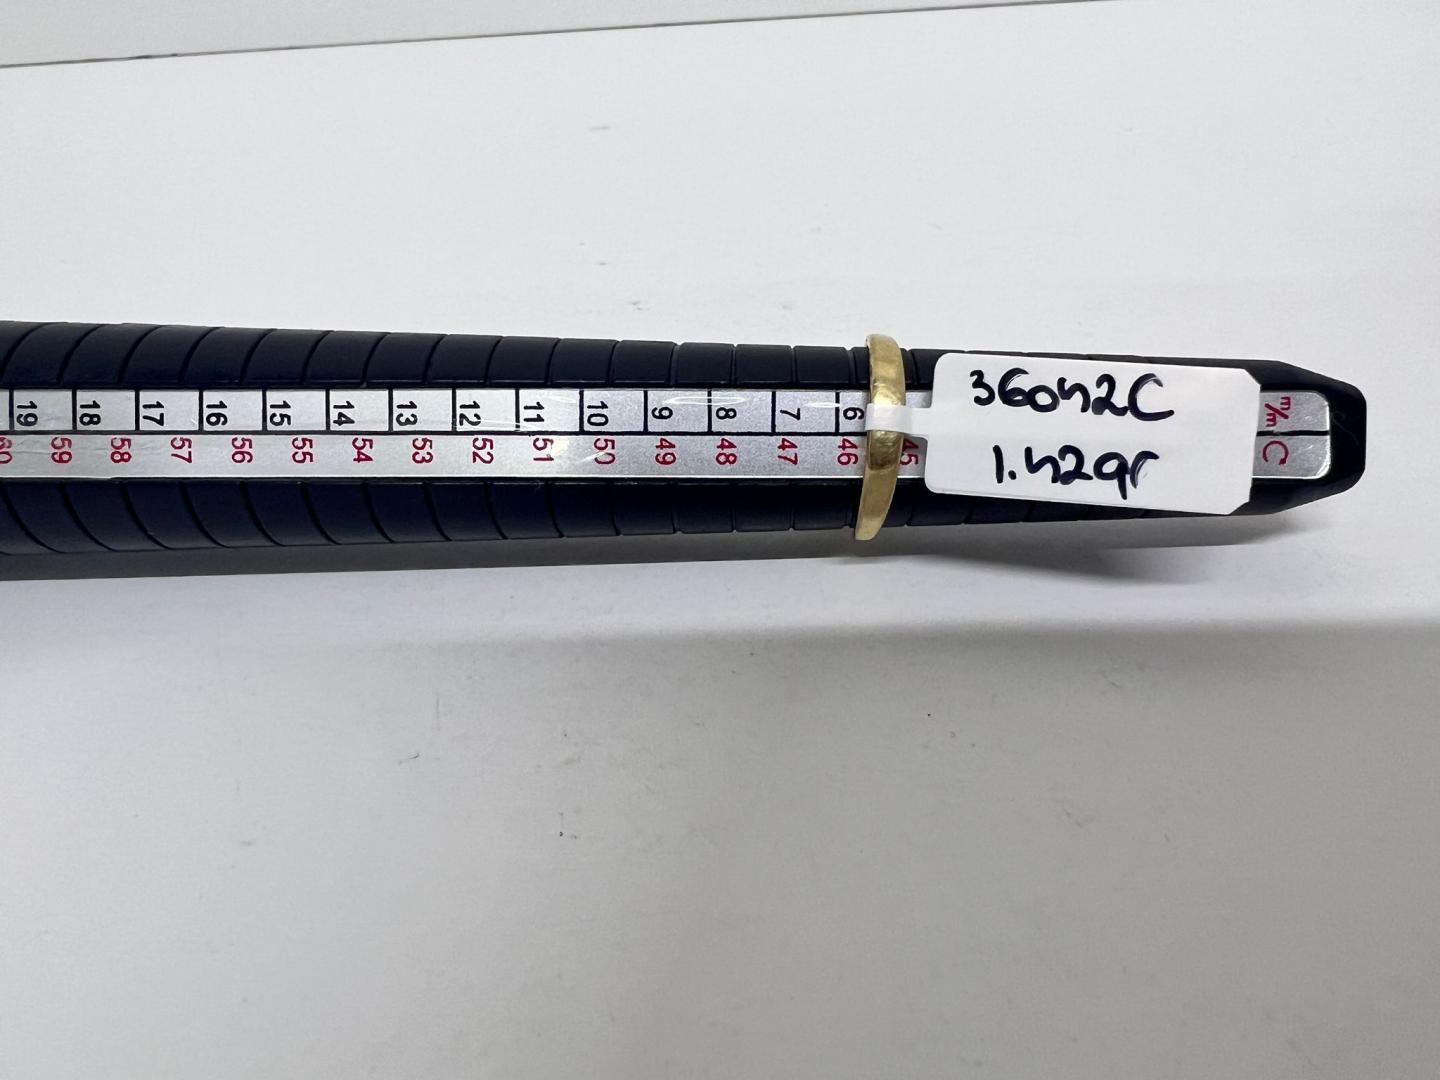 36042C
1.42gr
19 18 17 16 15 14 13 12 11 10 9 8 7 6 m/m
59 58 57 56 55 54 53 52 51 50 49 48 47 46 45 C